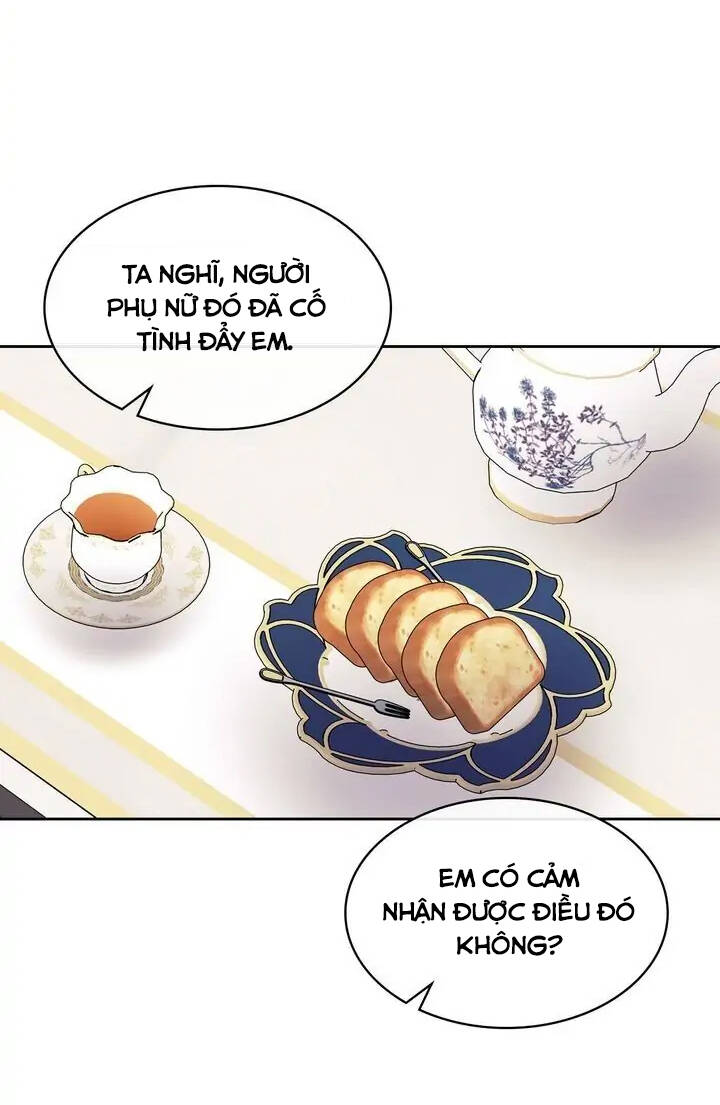 TA NGHĨ, NGƯỜI
PHỤ NỮ ĐÓ ĐÃ CỐ
TÌNH ĐẨY EM.
EM CÓ CẢM
NHẬN ĐƯỢC ĐIỀU ĐÓ
KHÔNG?